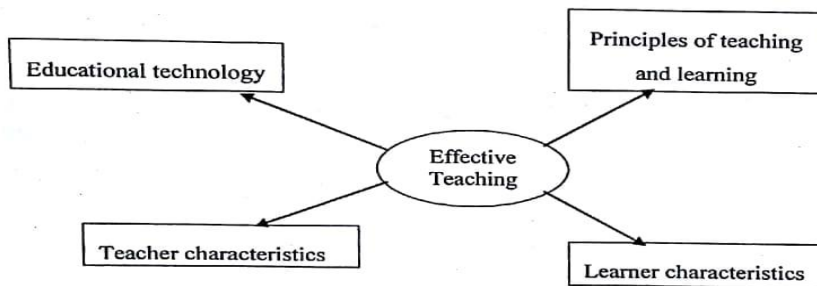 Principles of teaching
and learning
Educational technology
Effective
Teaching
Teacher characteristics
Learner characteristics